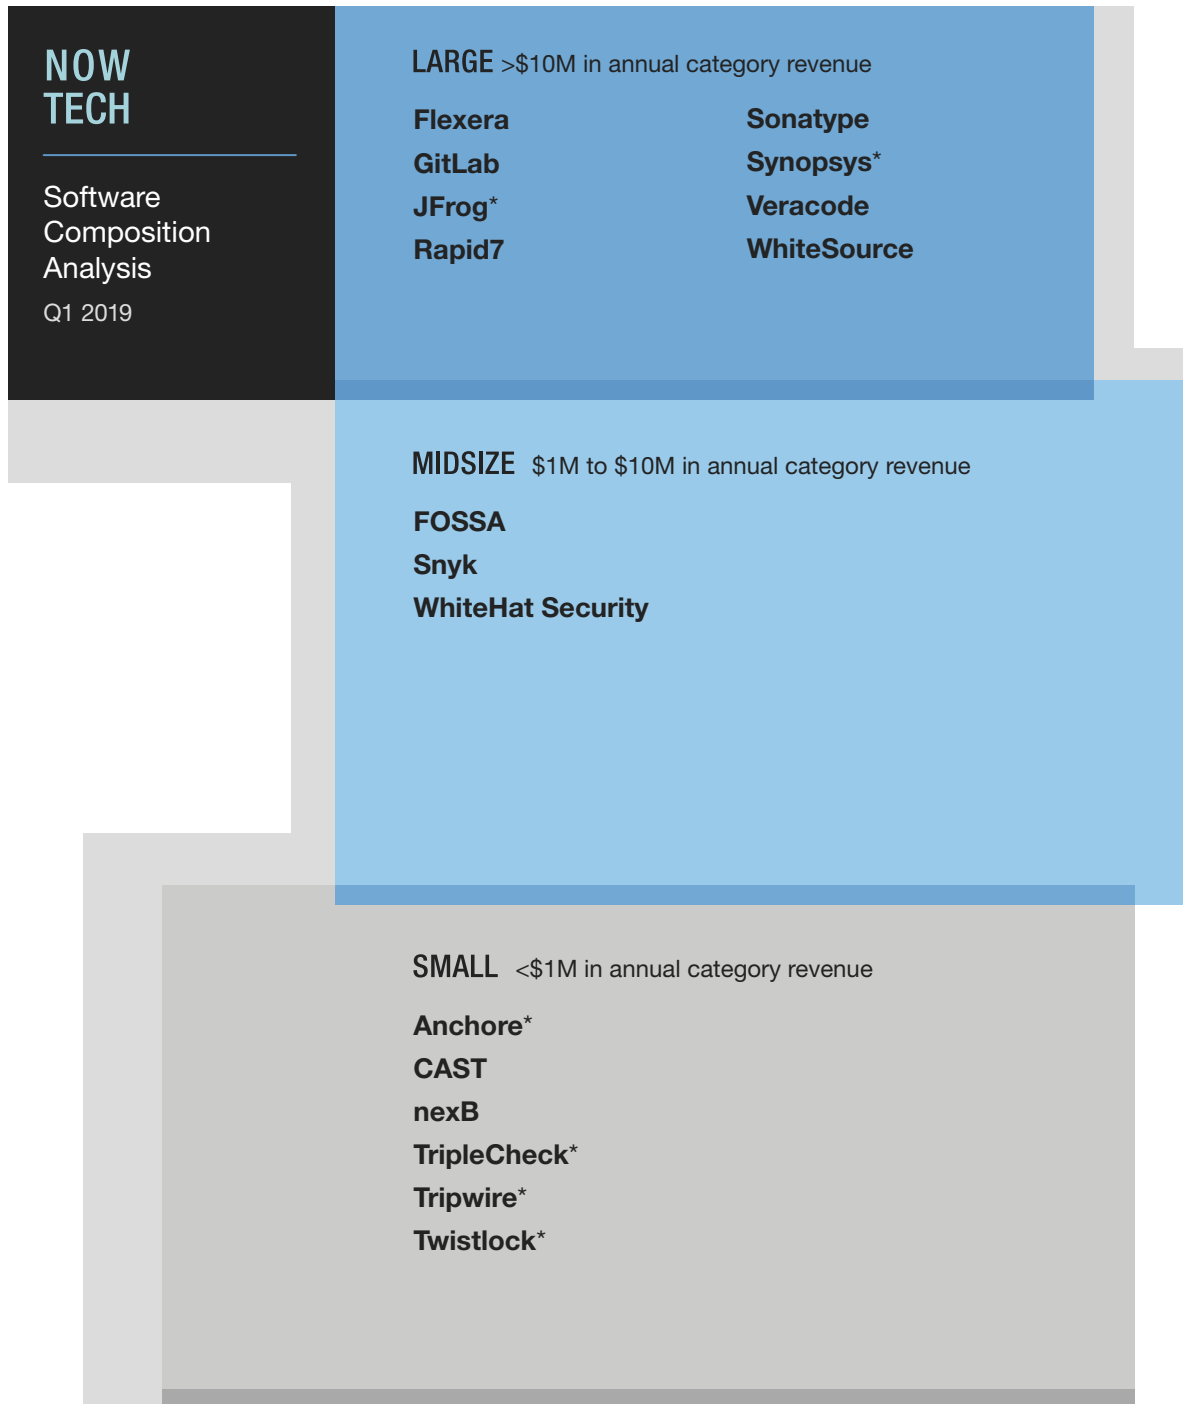 NOW
TECH
Software
Composition
Analysis
Q1 2019
LARGE >$10M in annual category revenue
Flexera
GitLab
JFrog*
Rapid7
Sonatype
Synopsys*
Veracode
WhiteSource
MIDSIZE $1M to $10M in annual category revenue
FOSSA
Snyk
WhiteHat Security
SMALL <$1M in annual category revenue
Anchore*
CAST
nexB
TripleCheck*
Tripwire*
Twistlock*